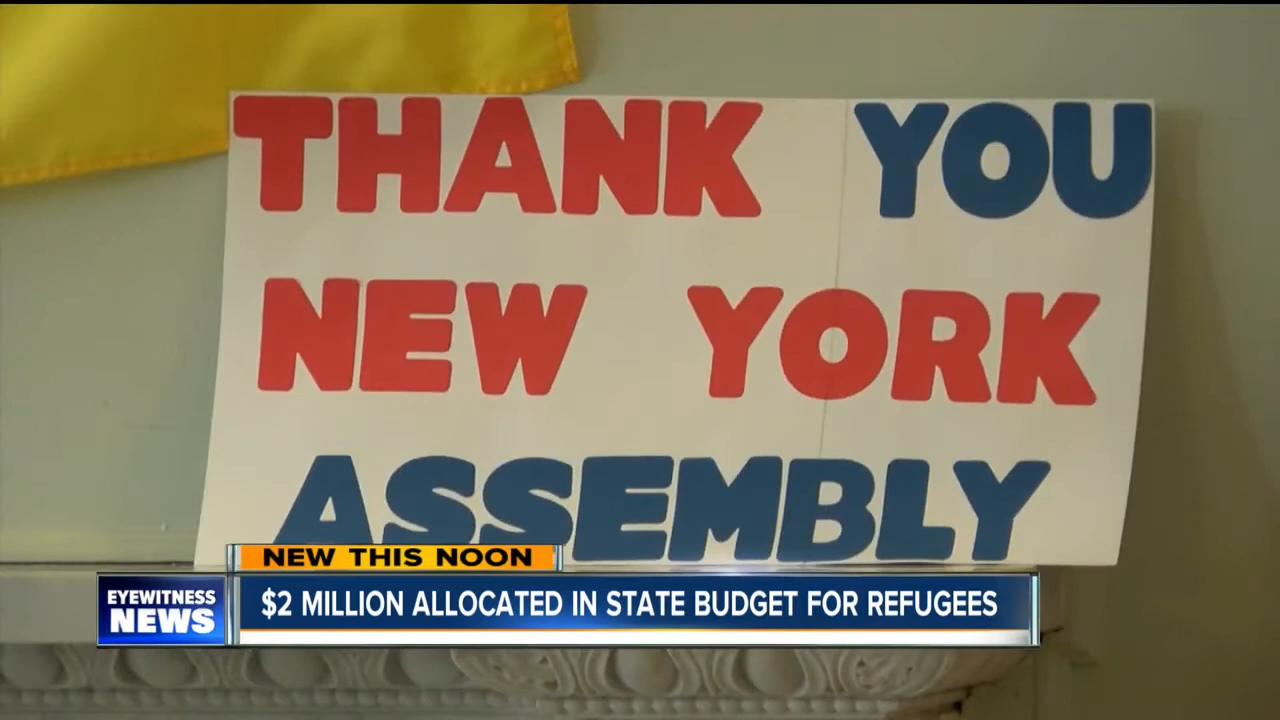 THANK YOU
NEW YORK
ASSEMBLY
NEW THIS NOON
EYEWITNESS
NEWS
$2 MILLION ALLOCATED IN STATE BUDGET FOR REFUGEES